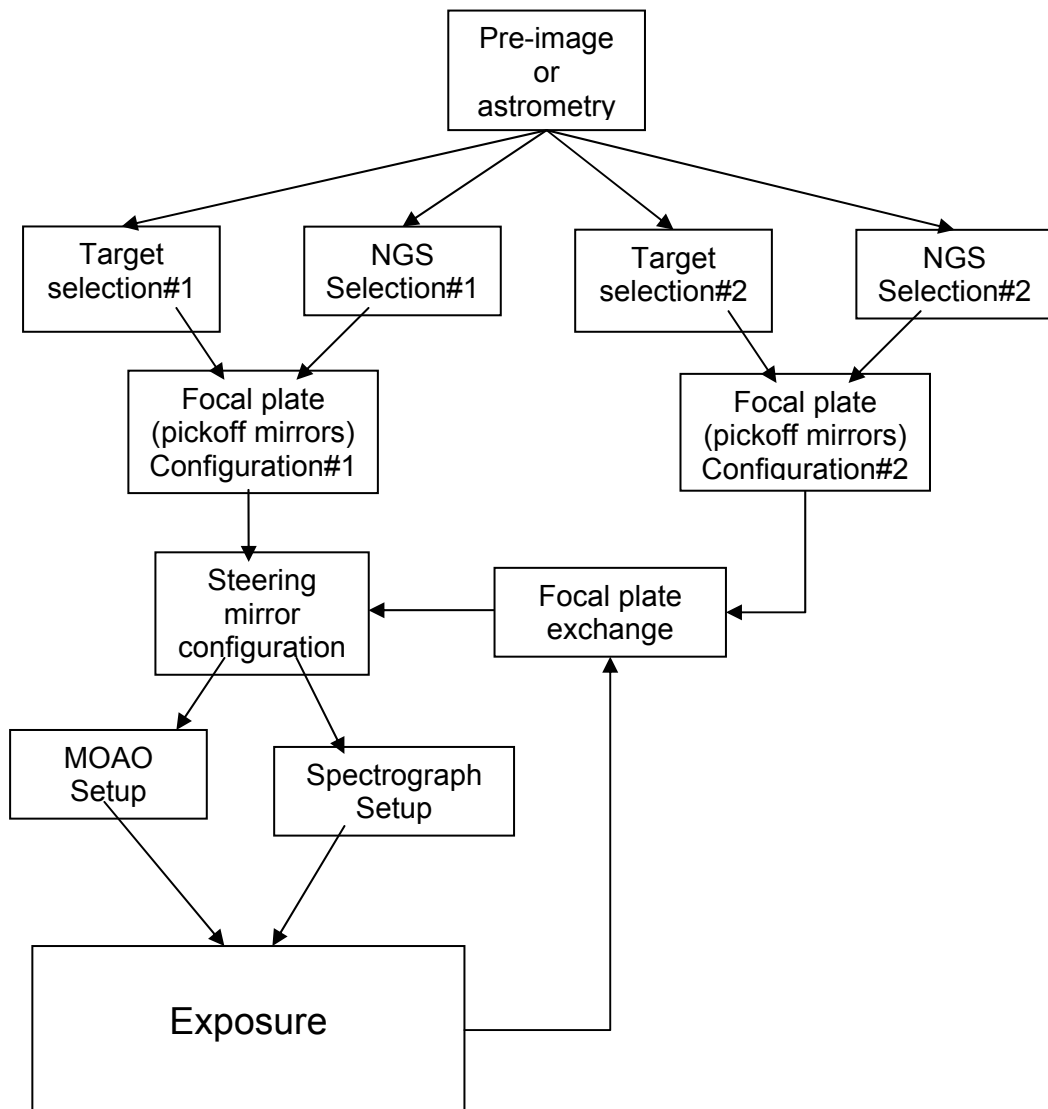 Pre-image
or
astrometry
Target
selection#1
NGS
Selection#1
Target
selection#2
NGS
Selection#2
Focal plate
(pickoff mirrors)
Configuration#1
Focal plate
(pickoff mirrors)
Configuration#2
Steering
mirror
configuration
Focal plate
exchange
MOAO
Setup
Spectrograph
Setup
Exposure